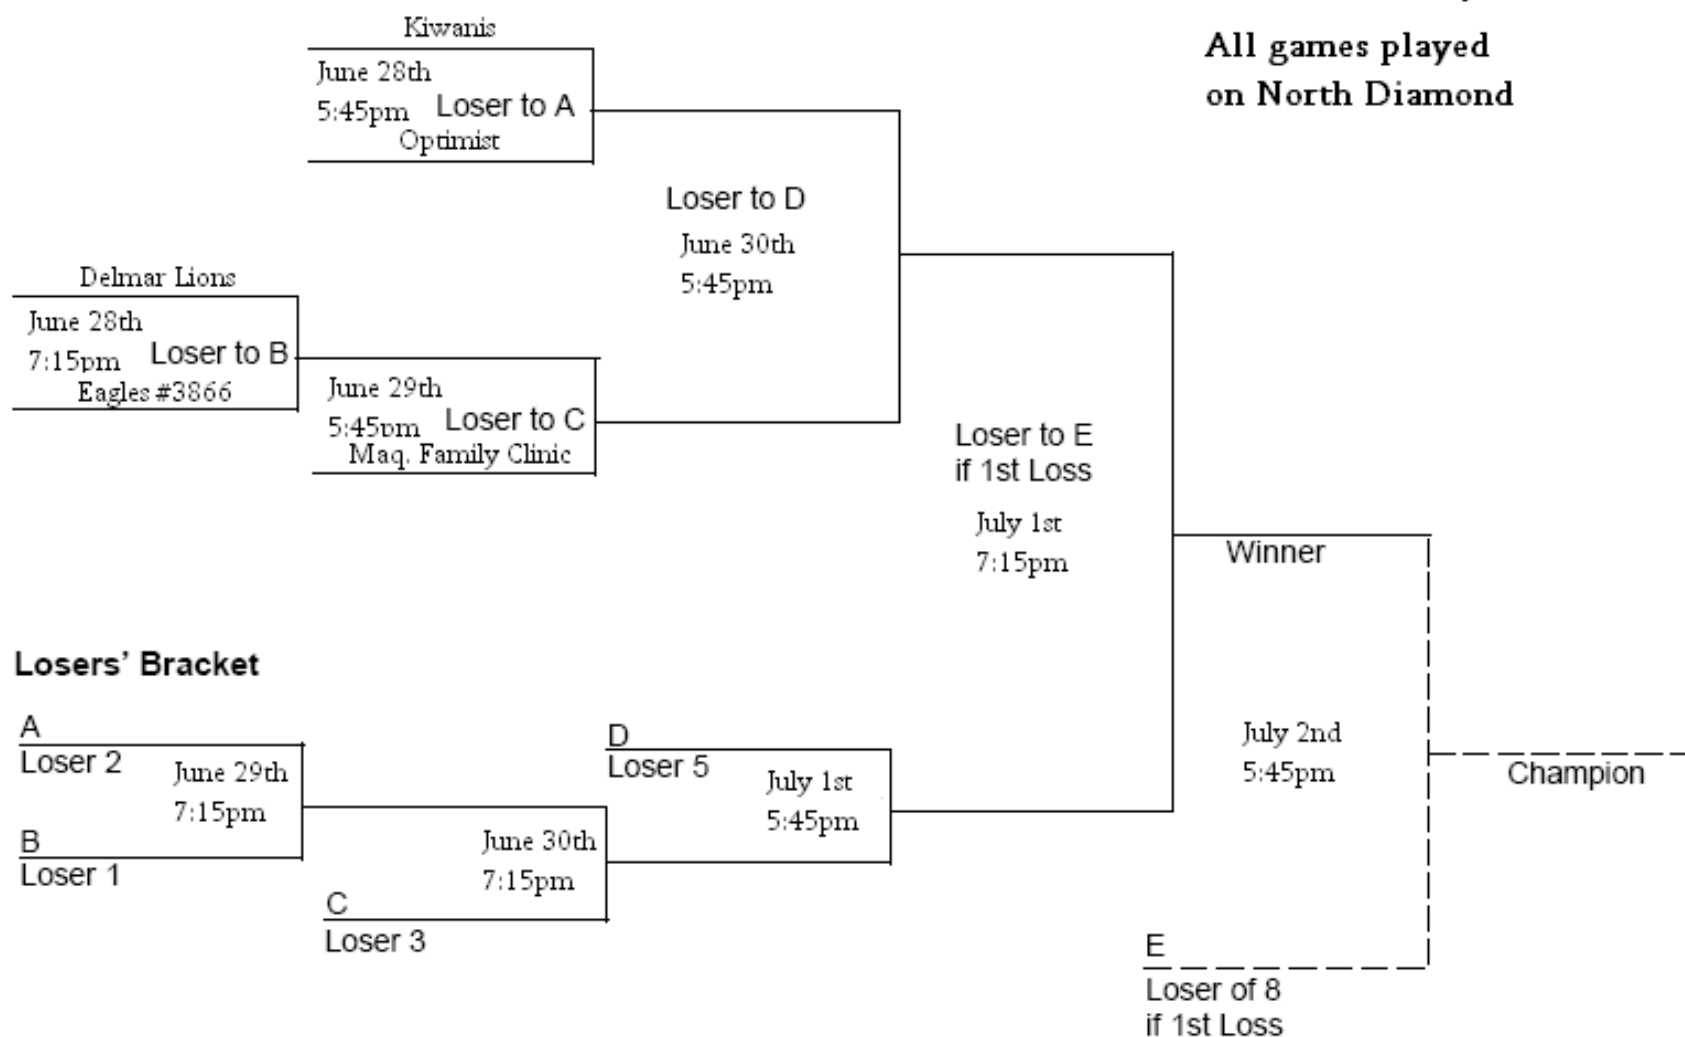 All games played
on North Diamond
Kiwanis
June 28th
5:45pm Loser to A
Optimist
Loser to D
June 30th
5:45pm
Delmar Lions
June 28th
7:15pm Loser to B
Eagles #3866
June 29th
5:45pm Loser to C
Maq. Family Clinic
Loser to E
if 1st Loss
July 1st
7:15pm
Winner
Losers' Bracket
A
Loser 2
June 29th
7:15pm
B
Loser 1
June 30th
7:15pm
C
Loser 3
D
Loser 5
July 1st
5:45pm
July 2nd
5:45pm
Champion
E
Loser of 8
if 1st Loss